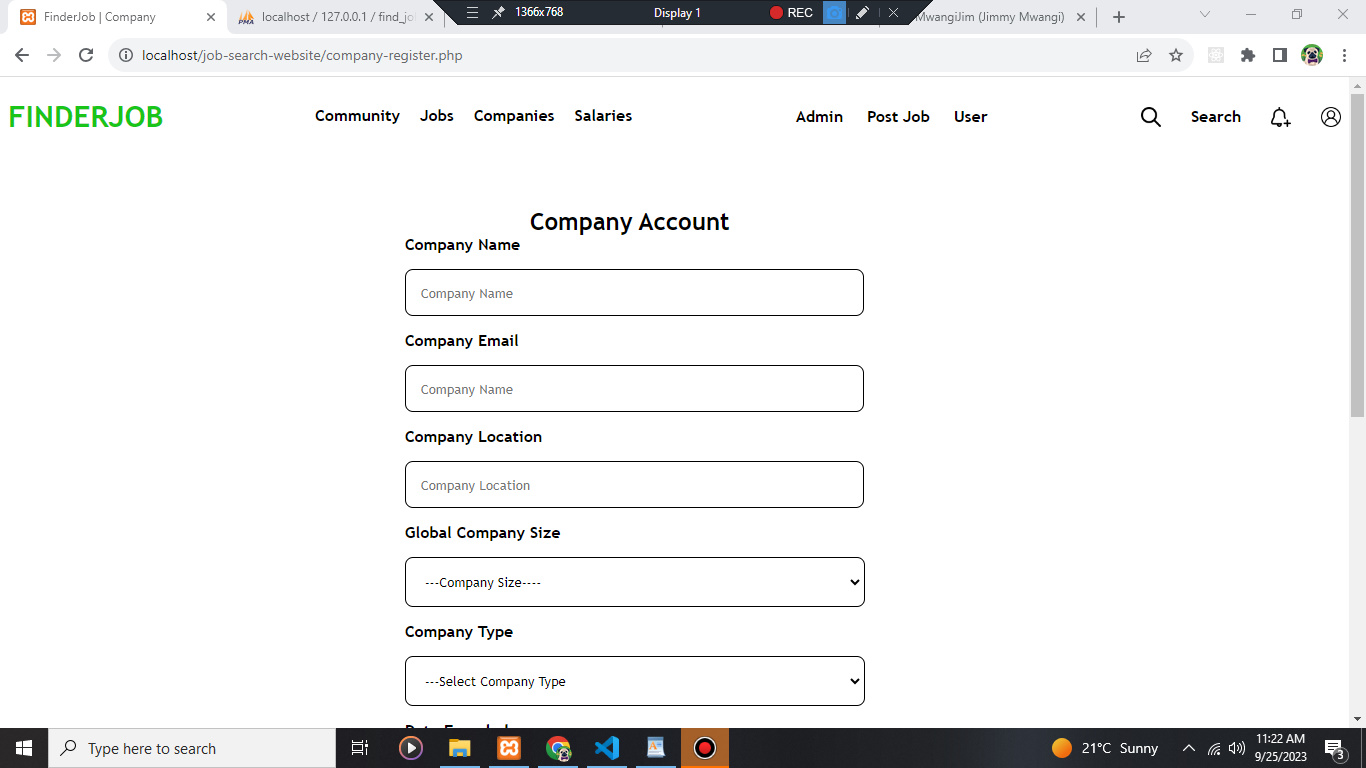 FinderJob | Company
localhost / 127.0.0.1 / find_jo
1366x768
Display 1
REC
MwangiJim (Jimmy Mwangi)
localhost/job-search-website/company-register.php
FINDERJOB
Community Jobs Companies Salaries
Admin Post Job User
Search
Company Account
Company Name
Company Name
Company Email
Company Name
Company Location
Company Location
Global Company Size
---Company Size----
Company Type
---Select Company Type
Type here to search
21°C Sunny
11:22 AM
9/25/2023
3